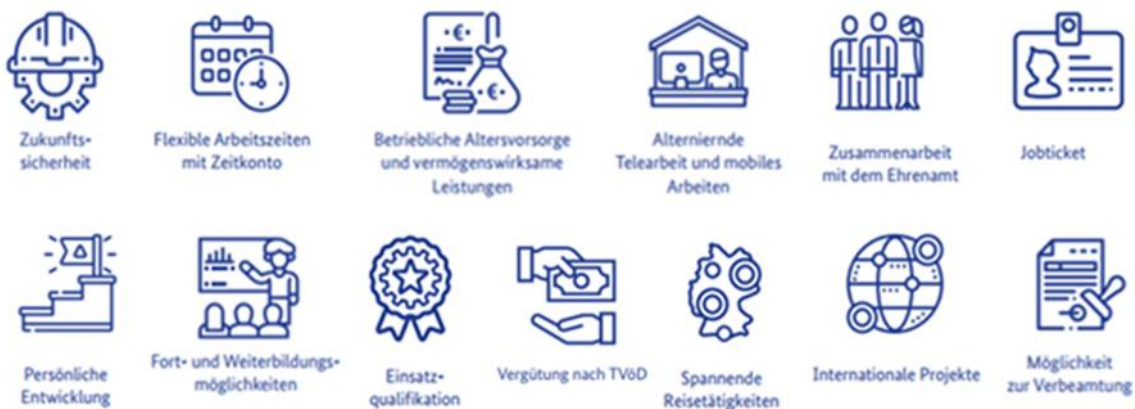 Zukunfts-
sicherheit
Flexible Arbeitszeiten
mit Zeitkonto
Betriebliche Altersvorsorge
und vermögenswirksame
Leistungen
Alterniernde
Telearbeit und mobiles
Arbeiten
Zusammenarbeit
mit dem Ehrenamt
Jobticket
Persönliche
Entwicklung
Fort- und Weiterbildungs-
möglichkeiten
Einsatz-
qualifikation
Vergütung nach TVöD
Spannende
Reisetätigkeiten
Internationale Projekte
Möglichkeit
zur Verbeamtung